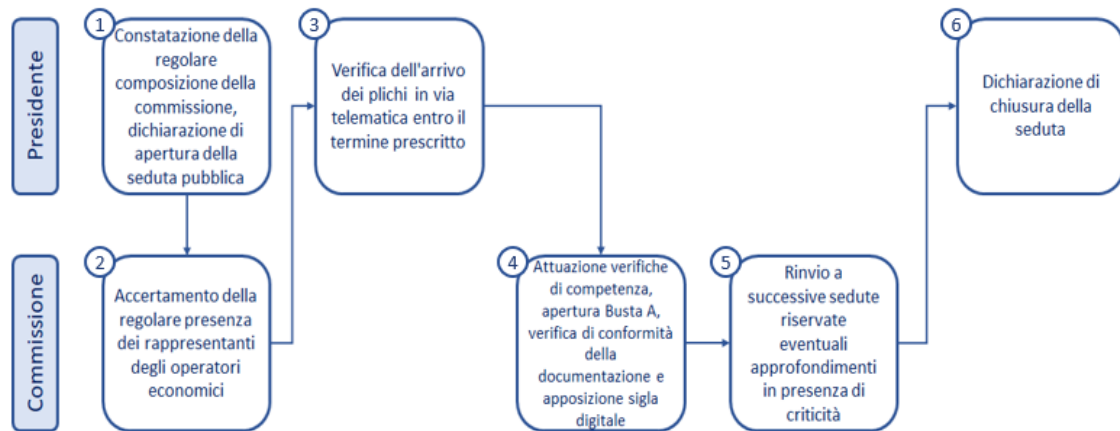 Presidente
1
Constatazione della
regolare
composizione della
commissione,
dichiarazione di
apertura della
seduta pubblica
3
Verifica dell'arrivo
dei plichi in via
telematica entro il
termine prescritto
6
Dichiarazione di
chiusura della
seduta
Commissione
2
Accertamento della
regolare presenza
dei rappresentanti
degli operatori
economici
4
Attuazione verifiche
di competenza,
apertura Busta A,
verifica di conformità
della
documentazione e
apposizione sigla
digitale
5
Rinvio a
successive sedute
riservate
eventuali
approfondimenti
in presenza di
criticità